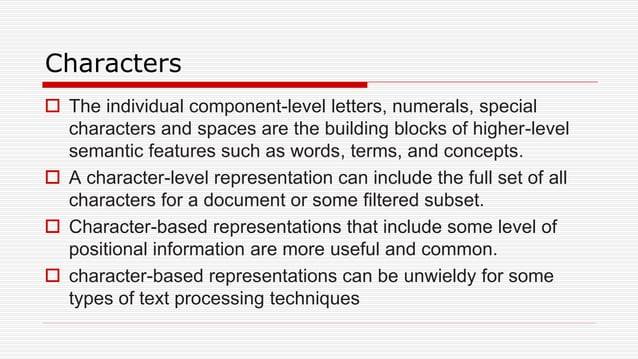 Characters
The individual component-level letters, numerals, special
characters and spaces are the building blocks of higher-level
semantic features such as words, terms, and concepts.
A character-level representation can include the full set of all
characters for a document or some filtered subset.
Character-based representations that include some level of
positional information are more useful and common.
character-based representations can be unwieldy for some
types of text processing techniques